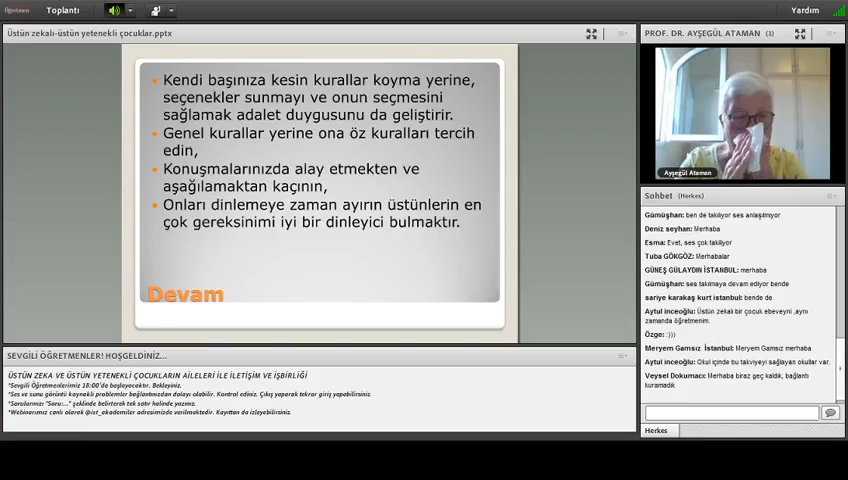 Öğretmen Toplantı Yardım
Üstün zekalı-üstün yetenekli çocuklar.pptx
Kendi başınıza kesin kurallar koyma yerine,
seçenekler sunmayı ve onun seçmesini
sağlamak adalet duygusunu da geliştirir.
Genel kurallar yerine ona öz kuralları tercih
edin,
Konuşmalarınızda alay etmekten ve
aşağılamaktan kaçının,
Onları dinlemeye zaman ayırın üstünlerin en
çok gereksinimi iyi bir dinleyici bulmaktır.
Devam
SEVGİLİ ÖĞRETMENLER! HOŞGELDİNİZ...
ÜSTÜN ZEKA VE ÜSTÜN YETENEKLİ ÇOCUKLARIN AİLELERİ İLE İLETİŞİM VE İŞBİRLİĞİ
*Sevgili Öğretmenlerimiz 18:00'da başlayacaktır. Bekleyiniz.
*Ses ve sunu görüntü kaynaklı problemler bağlantınızdan dolayı olabilir. Kontrol ediniz. Çıkış yaparak tekrar giriş yapabilirsiniz.
*Sorularınızı "Soru:..." şeklinde belirterek tek satır halinde yazınız.
*Webinarımız canlı olarak @ist_akademiler adresimizde verilmektedir. Kayıttan da izleyebilirsiniz.
PROF. DR. AYŞEGÜL ATAMAN (1)
Ayşegül Ataman
Sohbet (Herkes)
Gümüşhan: ben de takılıyor ses anlaşılmıyor
Deniz seyhan: Merhaba
Esma: Evet, ses çok takılıyor
Tuba GÖKGÖZ: Merhabalar
GÜNEŞ GÜLAYDIN İSTANBUL: merhaba
Gümüşhan: ses takılmaya devam ediyor bende
sariye karakaş kurt istanbul: bende de
Aytul inceoğlu: Üstün zekalı bir çocuk ebeveyni ,aynı
zamanda öğretmenim.
Özge: :)))
Meryem Gamsız İstanbul: Meryem Gamsız merhaba
Aytul inceoğlu: Okul içinde bu takviyeyi sağlayan okullar var.
Veysel Dokumacı: Merhaba biraz geç kaldık, bağlantı
kuramadık
Herkes